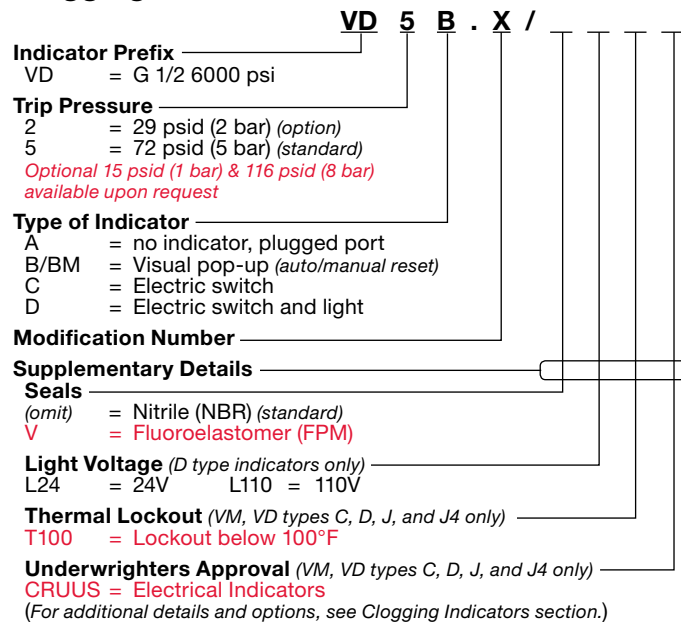 VD 5 B . X /
Indicator Prefix
VD = G 1/2 6000 psi
Trip Pressure
2 = 29 psid (2 bar) (option)
5 = 72 psid (5 bar) (standard)
Optional 15 psid (1 bar) & 116 psid (8 bar)
available upon request
Type of Indicator
A = no indicator, plugged port
B/BM = Visual pop-up (auto/manual reset)
C = Electric switch
D = Electric switch and light
Modification Number
Supplementary Details
Seals
(omit) = Nitrile (NBR) (standard)
V = Fluoroelastomer (FPM)
Light Voltage (D type indicators only)
L24 = 24V L110 = 110V
Thermal Lockout (VM, VD types C, D, J, and J4 only)
T100 = Lockout below 100°F
Underwrighters Approval (VM, VD types C, D, J, and J4 only)
CRUUS = Electrical Indicators
(For additional details and options, see Clogging Indicators section.)